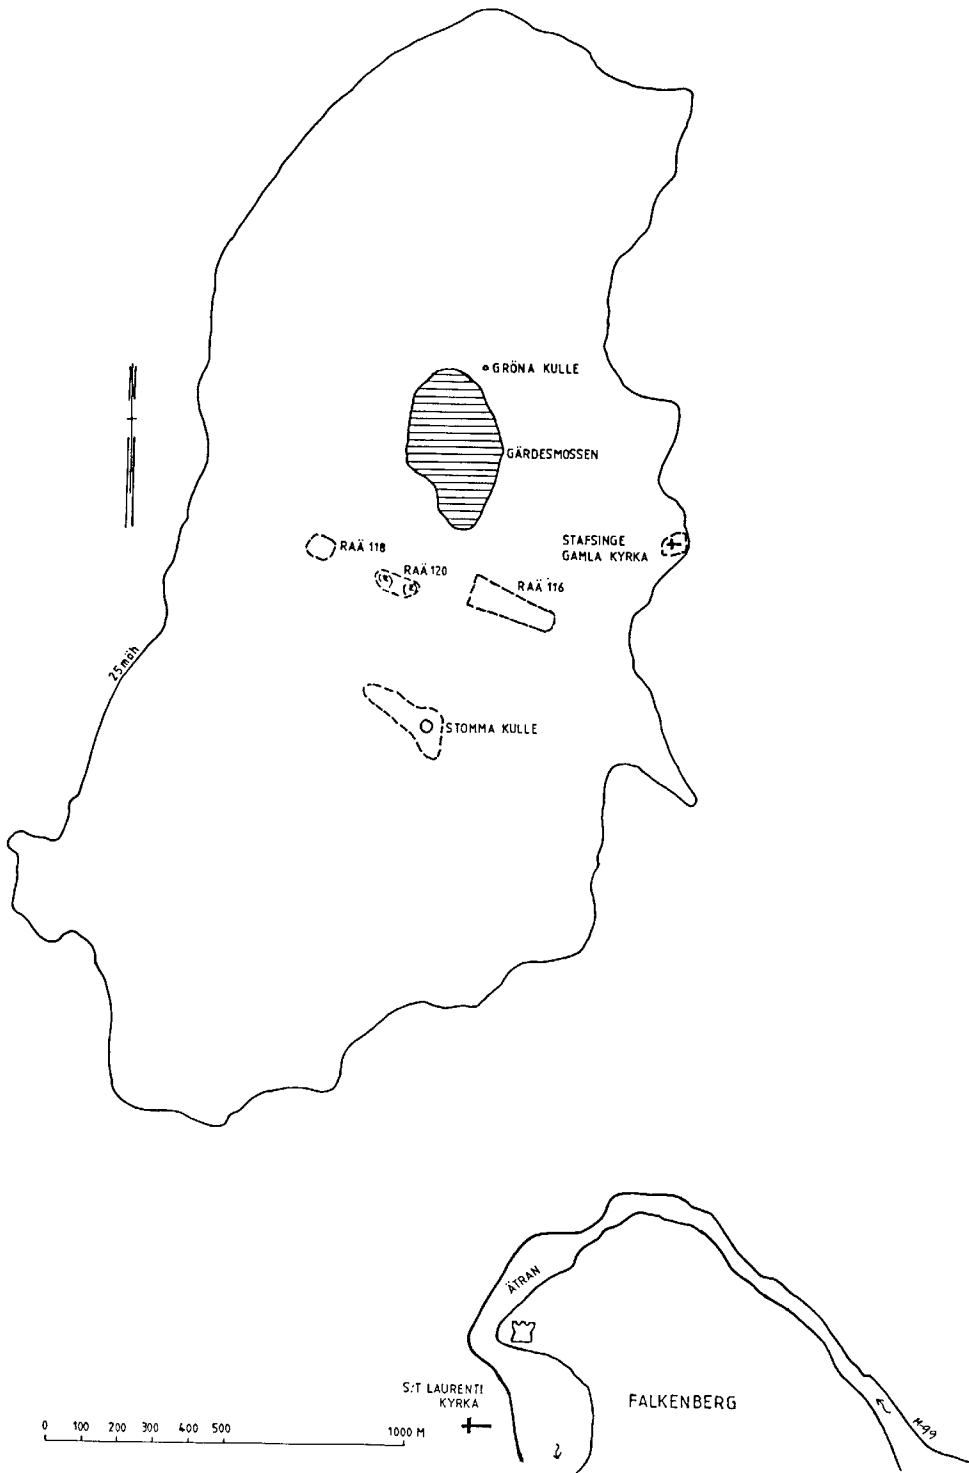 GRÖNA KULLE
GÄRDESMOSSEN
STAFSINGE
GAMLA KYRKA
RAÄ 118
RAÄ 120
RAÄ 116
25 möh
STOMMA KULLE
ÄTRAN
S:T LAURENTI
KYRKA
FALKENBERG
M-99
0 100 200 300 400 500 1000 M